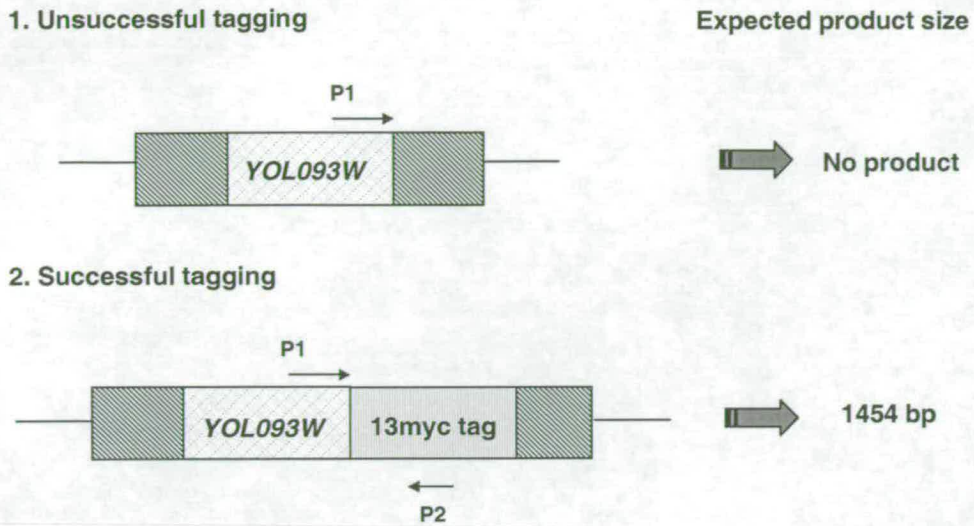 1. Unsuccessful tagging
Expected product size
P1
YOL093W
No product
2. Successful tagging
P1
YOL093W
13myc tag
1454 bp
P2